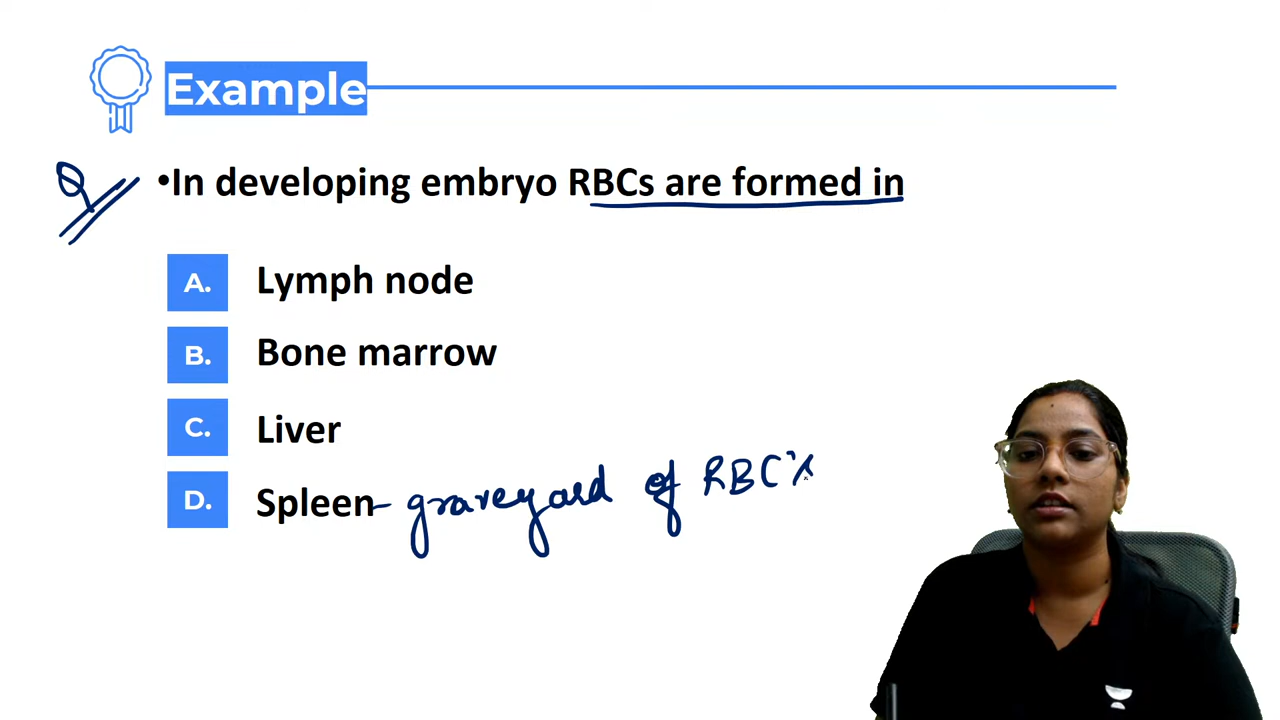 Example
Q
•In developing embryo RBCs are formed in
A. Lymph node
B. Bone marrow
C. Liver
D. Spleen - graveyard of RBC's